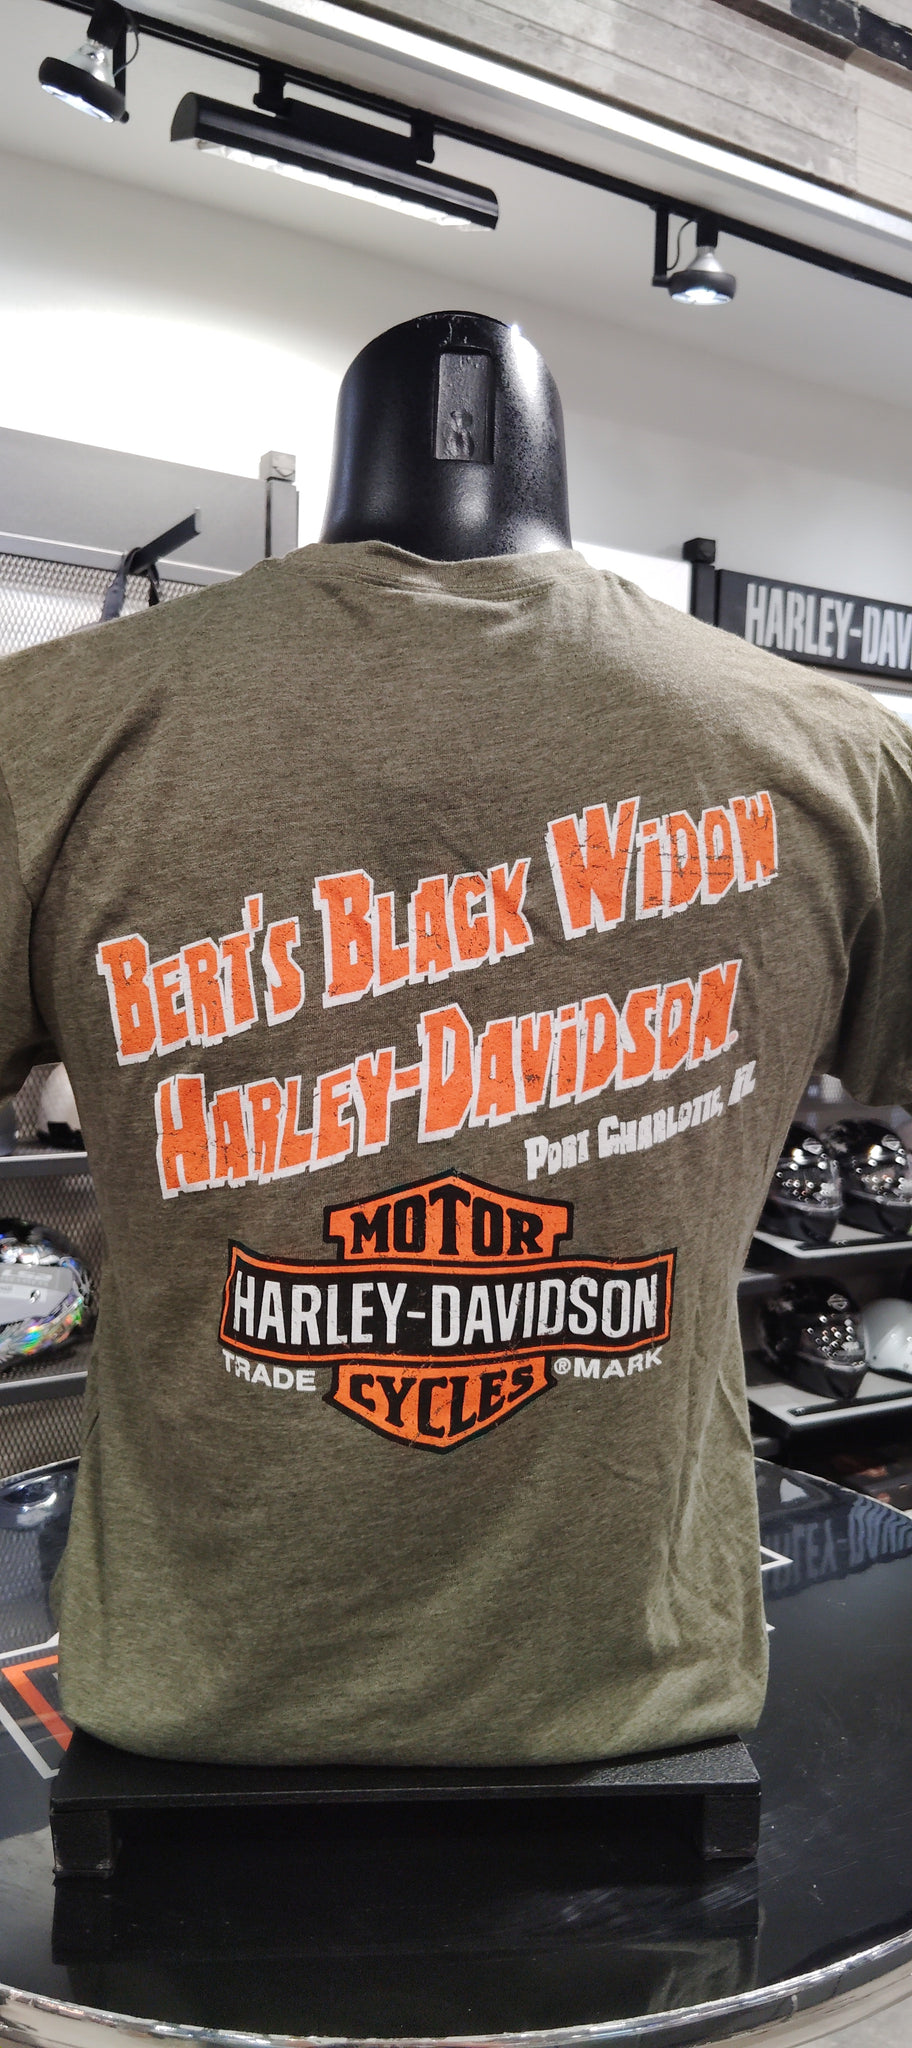 HARLEY-DAV
BERT'S BLACK WIDOW
HARLEY-DAVIDSON.
PORT CHARLOTTE, FL
MOTOR
HARLEY-DAVIDSON
TRADE ® MARK
CYCLES